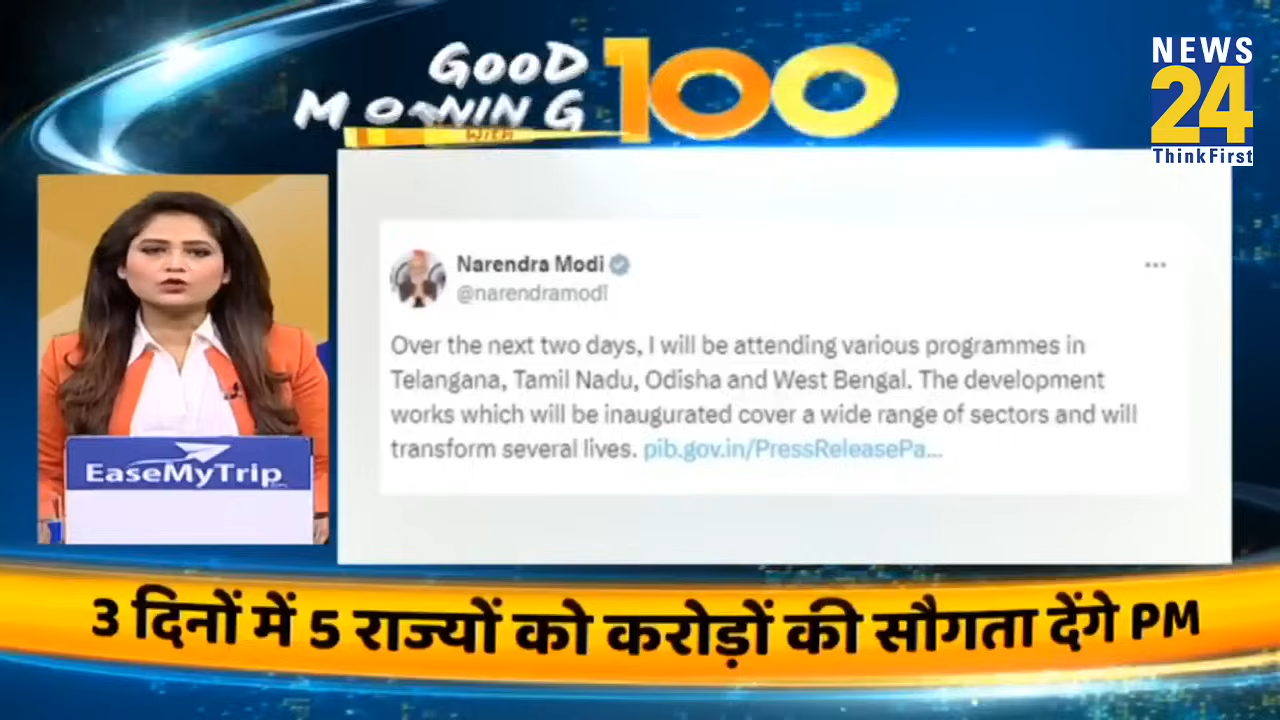 GOOD
MORNING
WITH
100
NEWS
24
ThinkFirst
Narendra Modi
@narendramodi
Over the next two days, I will be attending various programmes in
Telangana, Tamil Nadu, Odisha and West Bengal. The development
works which will be inaugurated cover a wide range of sectors and will
transform several lives. pib.gov.in/PressReleasePa...
EaseMyTrip
3 दिनों में 5 राज्यों को करोड़ों की सौगता देंगे PM